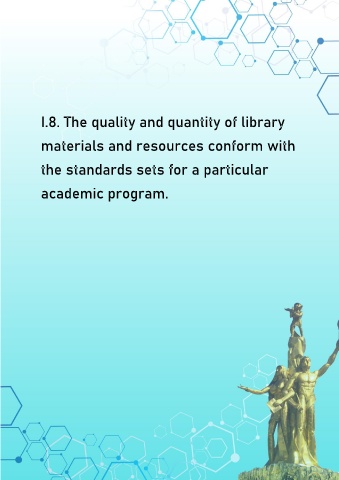 I.8. The quality and quantity of library
materials and resources conform with
the standards sets for a particular
academic program.